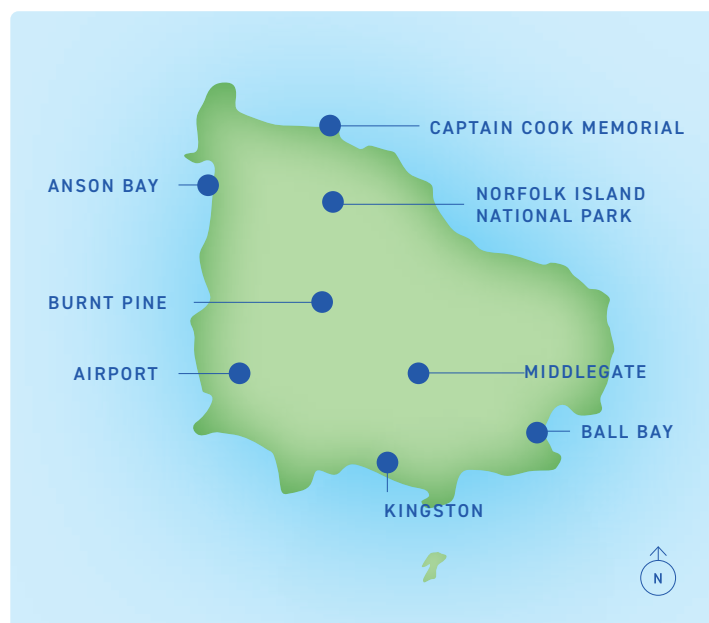 CAPTAIN COOK MEMORIAL
ANSON BAY
NORFOLK ISLAND
NATIONAL PARK
BURNT PINE
AIRPORT
MIDDLEGATE
BALL BAY
KINGSTON
N